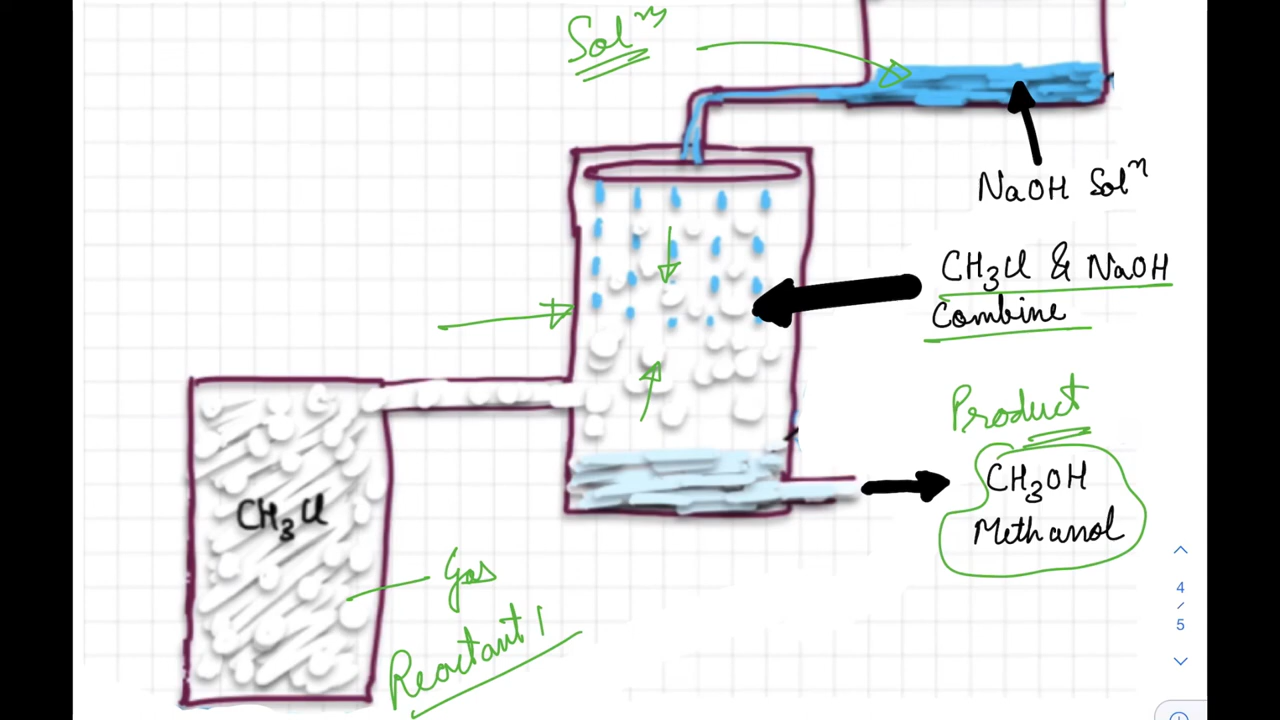 Solⁿ
NaOH Solⁿ
CH₃Cl & NaOH
Combine
Product
CH₃OH
Methanol
CH₃Cl
Gas
Reactant 1
4
/
5